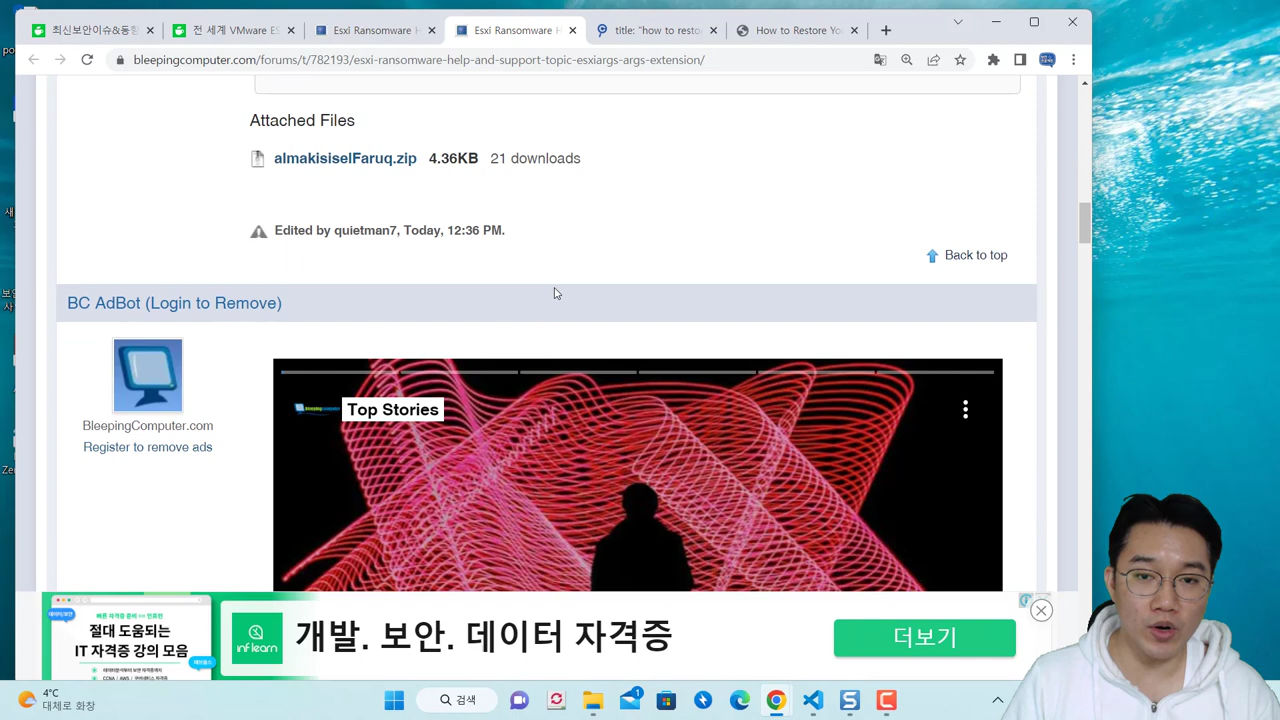 최신보안이슈&동향
전 세계 VMware ES
Esxi Ransomware H
Esxi Ransomware H
title: "how to resto
How to Restore Yo
bleepingcomputer.com/forums/t/782193/esxi-ransomware-help-and-support-topic-esxiargs-args-extension/
Attached Files
almakisiselFaruq.zip 4.36KB 21 downloads
Edited by quietman7, Today, 12:36 PM.
Back to top
BC AdBot (Login to Remove)
BleepingComputer.com
Register to remove ads
Top Stories
절대 도움되는
IT 자격증 강의 모음
inflearn
개발. 보안. 데이터 자격증
더보기
4°C
대체로 화창
검색
1